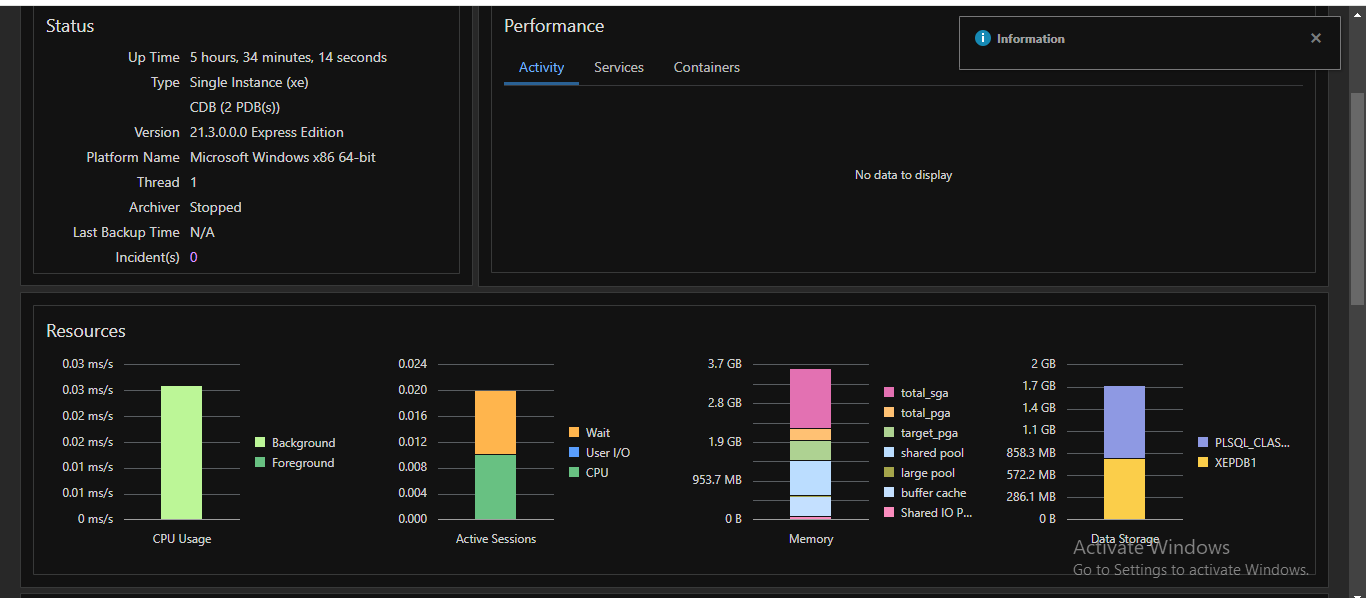 Status
Up Time 5 hours, 34 minutes, 14 seconds
Type Single Instance (xe)
CDB (2 PDB(s))
Version 21.3.0.0.0 Express Edition
Platform Name Microsoft Windows x86 64-bit
Thread 1
Archiver Stopped
Last Backup Time N/A
Incident(s) 0
Performance
Activity Services Containers
No data to display
Information
Resources
0.03 ms/s
0.03 ms/s
0.02 ms/s
0.02 ms/s
0.01 ms/s
0.01 ms/s
0 ms/s
CPU Usage
Background
Foreground
0.024
0.020
0.016
0.012
0.008
0.004
0.000
Active Sessions
Wait
User I/O
CPU
3.7 GB
2.8 GB
1.9 GB
953.7 MB
0 B
Memory
total_sga
total_pga
target_pga
shared pool
large pool
buffer cache
Shared IO P...
2 GB
1.7 GB
1.4 GB
1.1 GB
858.3 MB
572.2 MB
286.1 MB
0 B
Data Storage
PLSQL_CLAS...
XEPDB1
Activate Windows
Go to Settings to activate Windows.